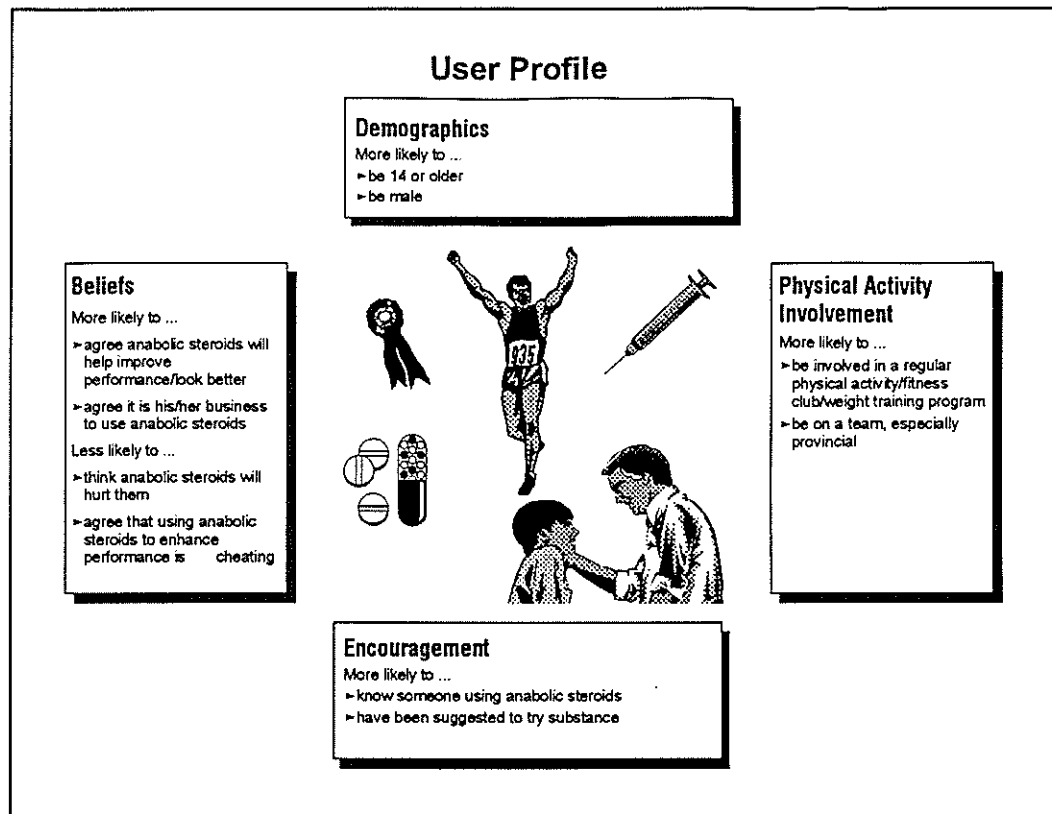 User Profile
Demographics
More likely to ...
►be 14 or older
►be male
Beliefs
More likely to ...
►agree anabolic steroids will
help improve
performance/look better
►agree it is his/her business
to use anabolic steroids
Less likely to ...
►think anabolic steroids will
hurt them
►agree that using anabolic
steroids to enhance
performance is cheating
935
Physical Activity
Involvement
More likely to ...
►be involved in a regular
physical activity/fitness
club/weight training program
►be on a team, especially
provincial
Encouragement
More likely to ...
►know someone using anabolic steroids
►have been suggested to try substance